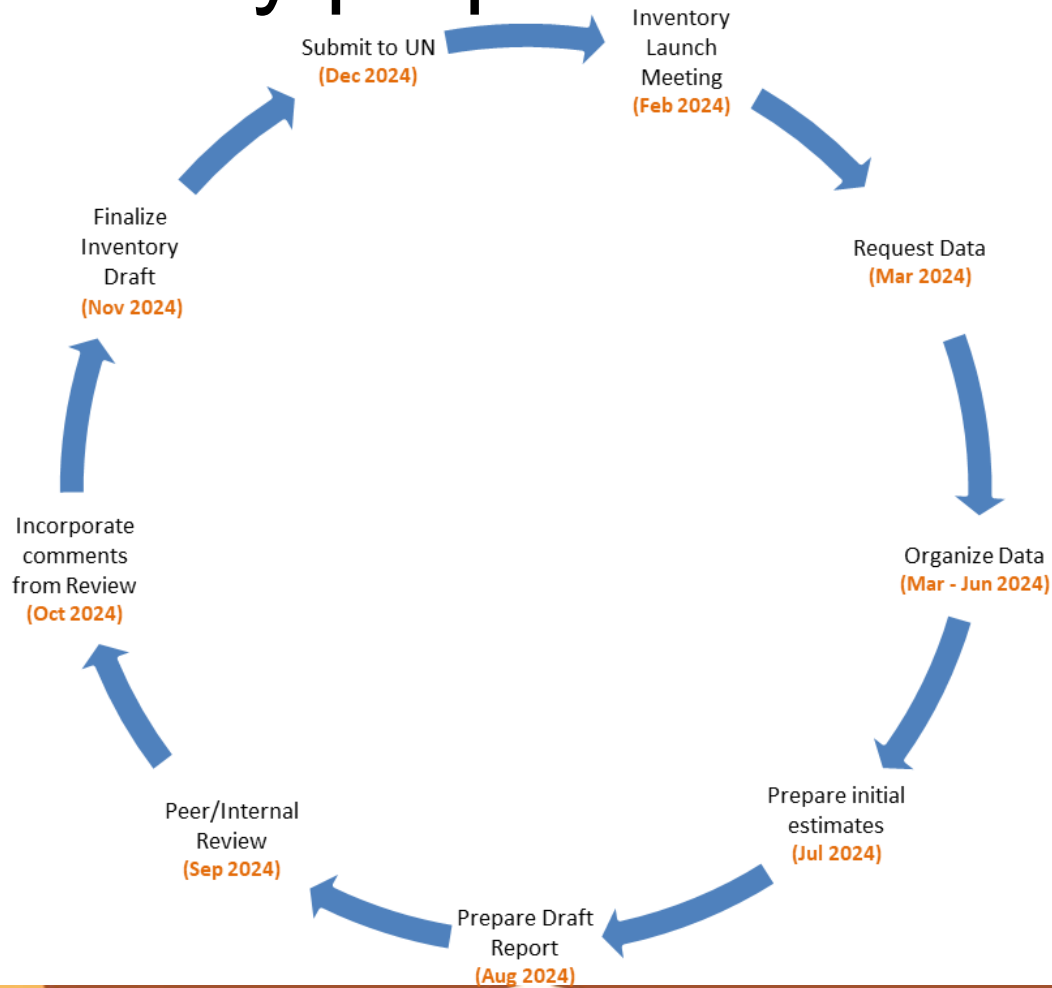 Inventory
Launch
Meeting
(Feb 2024)
Request Data
(Mar 2024)
Organize Data
(Mar - Jun 2024)
Prepare initial
estimates
(Jul 2024)
Prepare Draft
Report
(Aug 2024)
Peer/Internal
Review
(Sep 2024)
Incorporate
comments
from Review
(Oct 2024)
Finalize
Inventory
Draft
(Nov 2024)
Submit to UN
(Dec 2024)